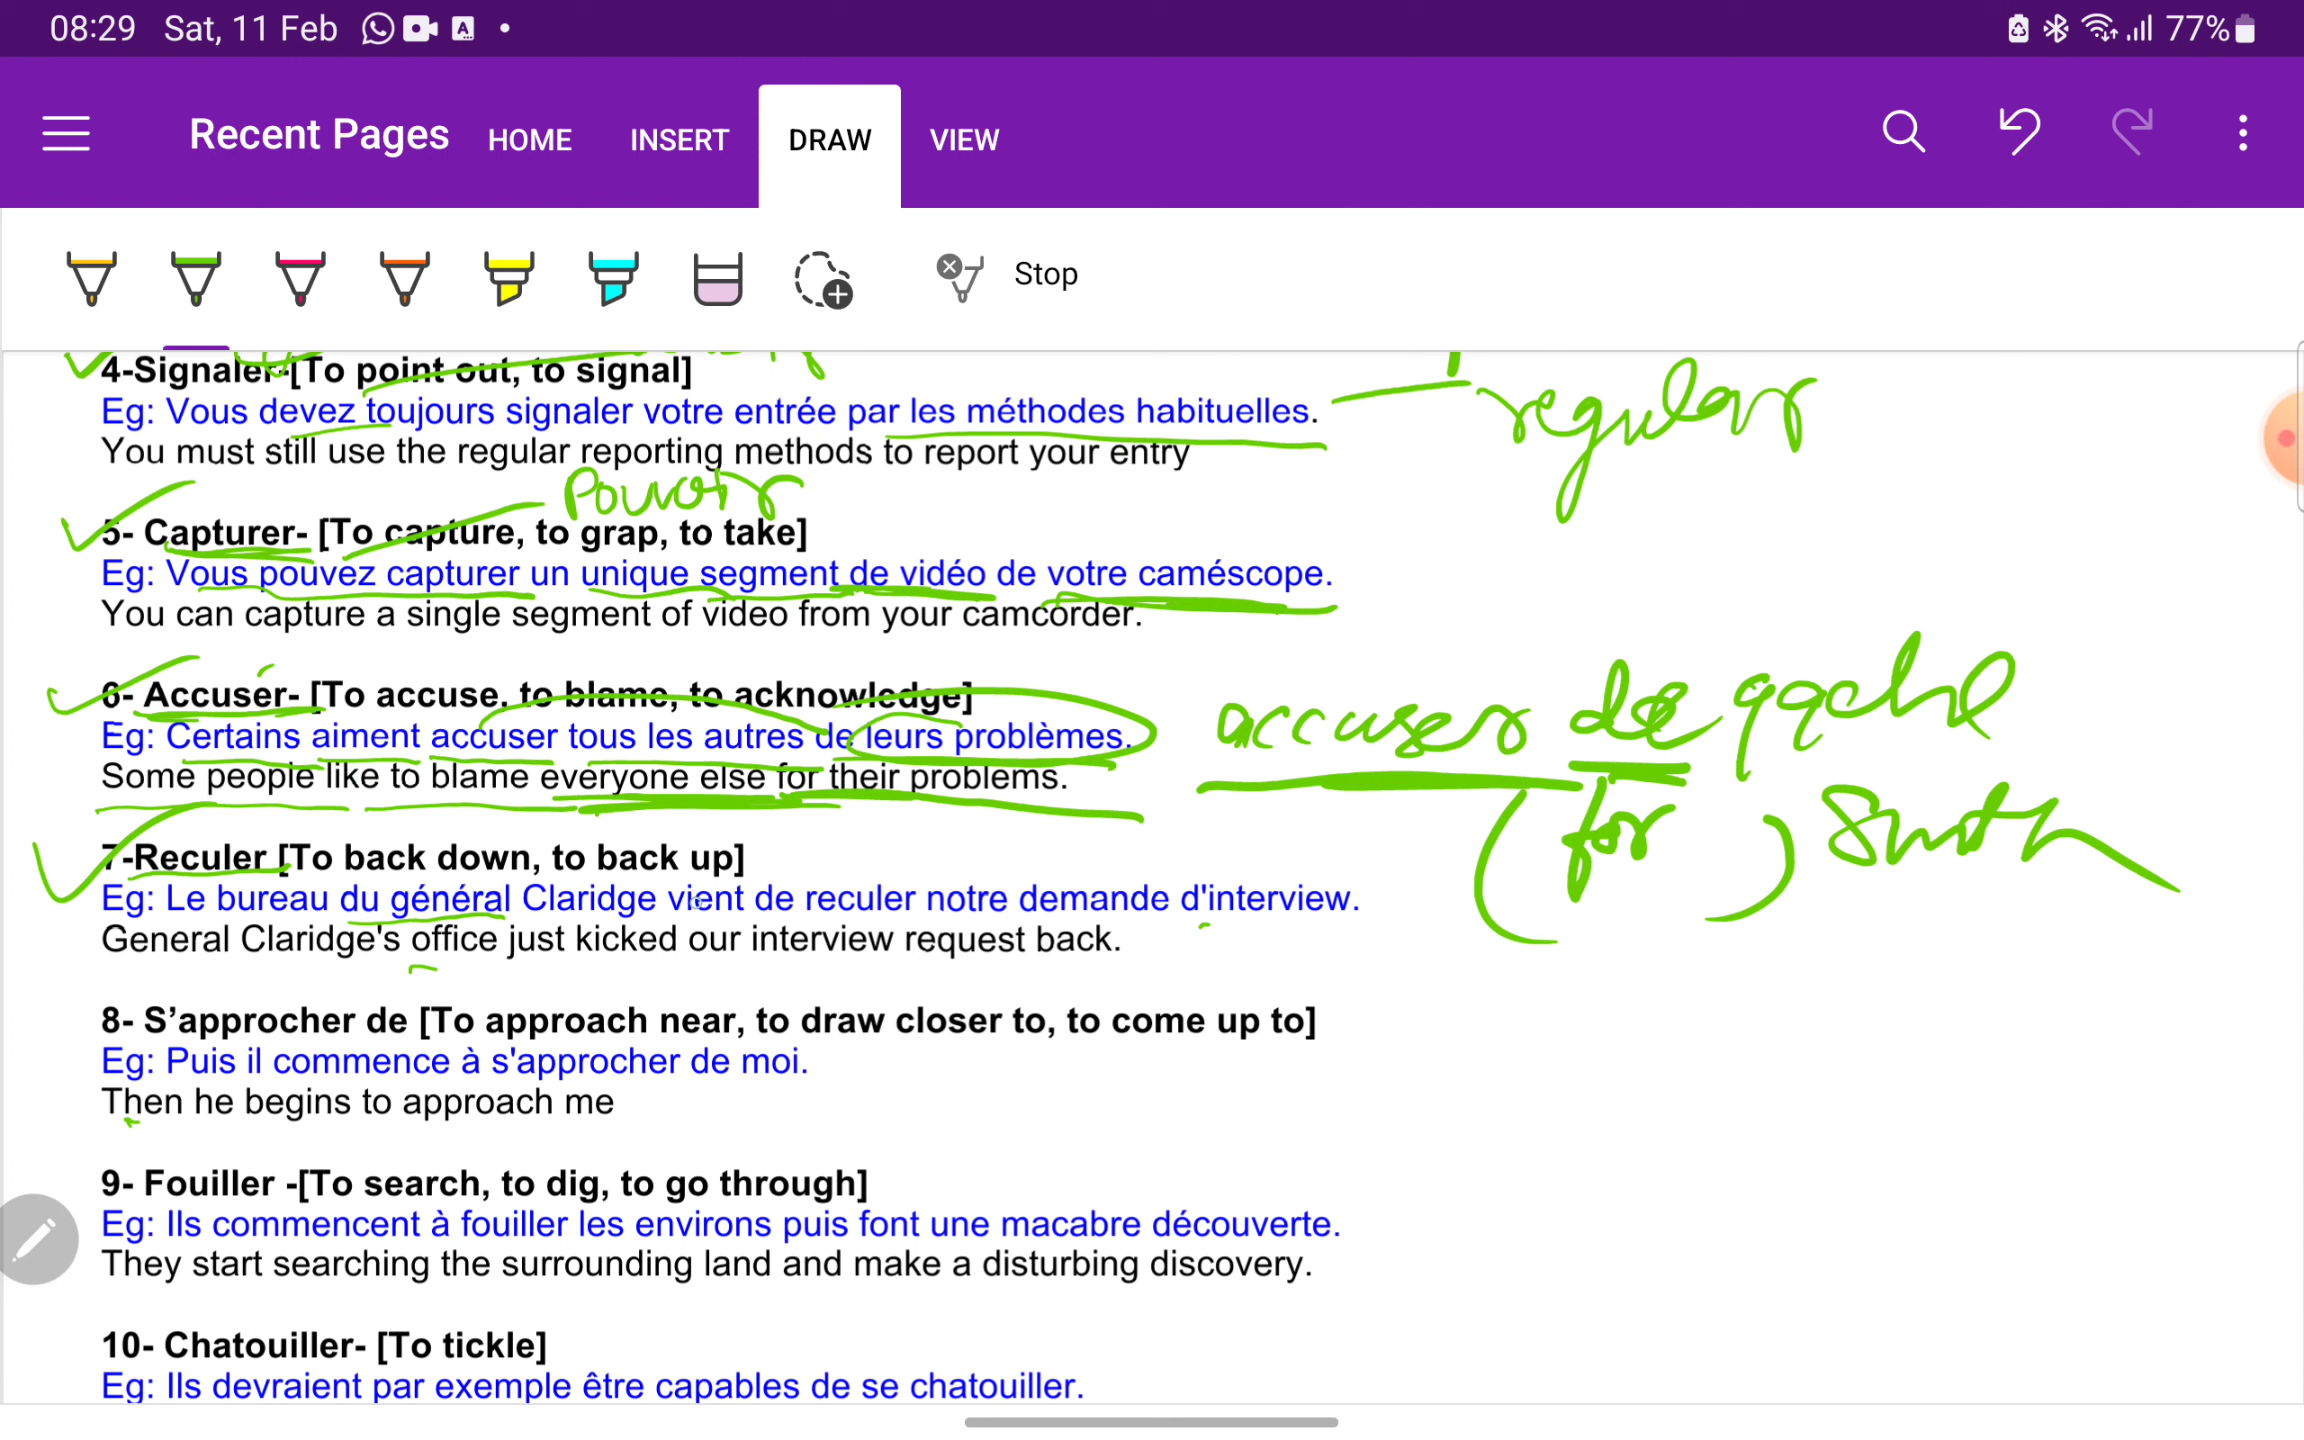 08:29 Sat, 11 Feb 77%
Recent Pages HOME INSERT DRAW VIEW
Stop
4-Signaler-[To point out, to signal]
Eg: Vous devez toujours signaler votre entrée par les méthodes habituelles.
regular
You must still use the regular reporting methods to report your entry
Pouvoir
5- Capturer- [To capture, to grap, to take]
Eg: Vous pouvez capturer un unique segment de vidéo de votre caméscope.
You can capture a single segment of video from your camcorder.
6- Accuser- [To accuse, to blame, to acknowledge]
accuser de qqche
Eg: Certains aiment accuser tous les autres de leurs problèmes.
Some people like to blame everyone else for their problems.
(for) Smth
7-Reculer [To back down, to back up]
Eg: Le bureau du général Claridge vient de reculer notre demande d'interview.
General Claridge's office just kicked our interview request back.
8- S’approcher de [To approach near, to draw closer to, to come up to]
Eg: Puis il commence à s'approcher de moi.
Then he begins to approach me
9- Fouiller -[To search, to dig, to go through]
Eg: Ils commencent à fouiller les environs puis font une macabre découverte.
They start searching the surrounding land and make a disturbing discovery.
10- Chatouiller- [To tickle]
Eg: Ils devraient par exemple être capables de se chatouiller.